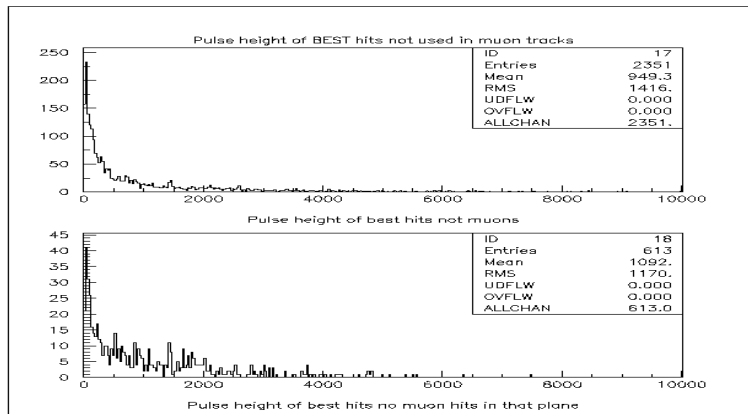 Pulse height of BEST hits not used in muon tracks
250
200
150
100
50
0
ID 17
Entries 2351
Mean 949.3
RMS 1416.
UDFLW 0.000
OVFLW 0.000
ALLCHAN 2351.
0 2000 4000 6000 8000 10000
Pulse height of best hits not muons
45
40
35
30
25
20
15
10
5
0
ID 18
Entries 613
Mean 1092.
RMS 1170.
UDFLW 0.000
OVFLW 0.000
ALLCHAN 613.0
0 2000 4000 6000 8000 10000
Pulse height of best hits no muon hits in that plane